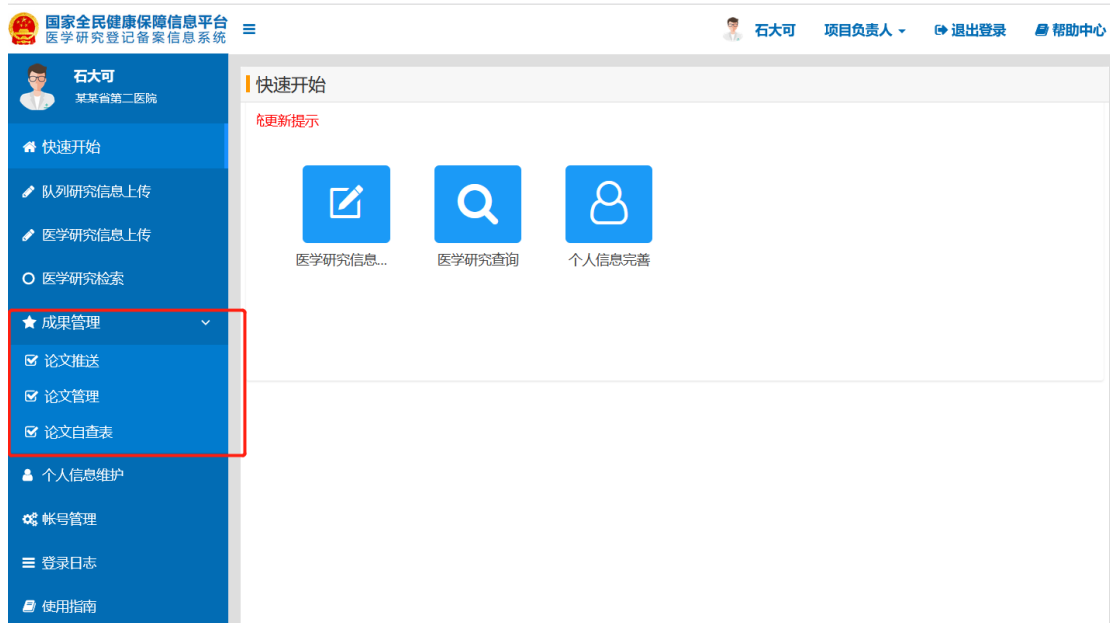 国家全民健康保障信息平台
医学研究登记备案信息系统
石大可 项目负责人 退出登录 帮助中心
石大可
某某省第二医院
快速开始
队列研究信息上传
医学研究信息上传
医学研究检索
成果管理
论文推送
论文管理
论文自查表
个人信息维护
帐号管理
登录日志
使用指南
快速开始
更新提示
医学研究信息... 医学研究查询 个人信息完善